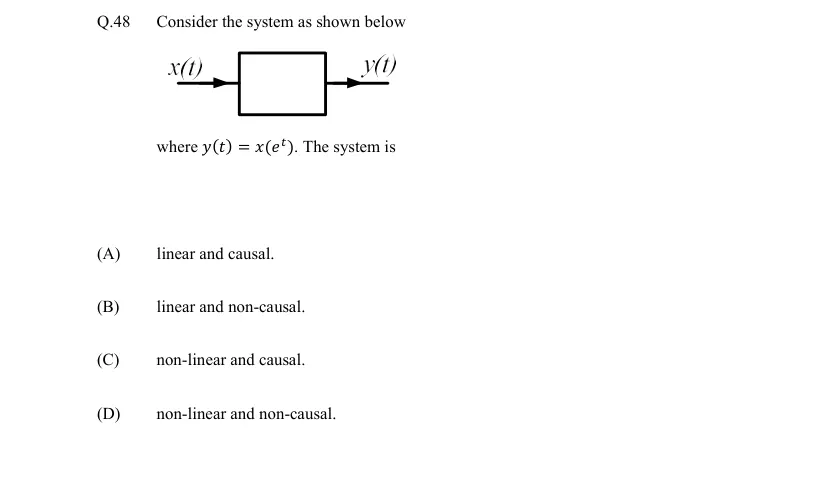 Q.48 Consider the system as shown below
x(t) y(t)
where y(t) = x(eᵗ). The system is
(A) linear and causal.
(B) linear and non-causal.
(C) non-linear and causal.
(D) non-linear and non-causal.